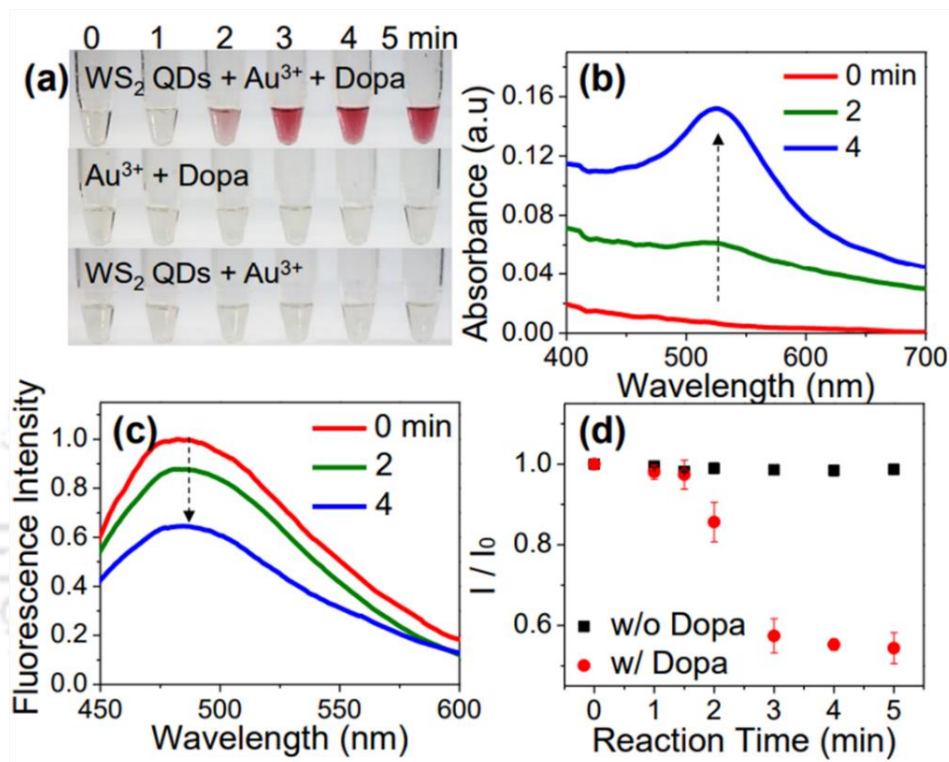 0 1 2 3 4 5 min
(a)
WS₂ QDs + Au³⁺ + Dopa
Au³⁺ + Dopa
WS₂ QDs + Au³⁺
(b)
0 min
2
4
Absorbance (a.u)
0.16
0.12
0.08
0.04
0.00
400 500 600 700
Wavelength (nm)
(c)
0 min
2
4
Fluorescence Intensity
1.0
0.8
0.6
0.4
0.2
0.0
450 500 550 600
Wavelength (nm)
(d)
I / I₀
1.0
0.8
0.6
w/o Dopa
w/ Dopa
0 1 2 3 4 5
Reaction Time (min)